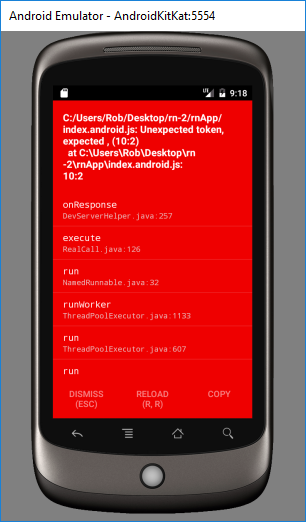 Android Emulator - AndroidKitKat:5554
LTE 9:18
C:/Users/Rob/Desktop/rn-2/rnApp/
index.android.js: Unexpected token,
expected , (10:2)
at C:\Users\Rob\Desktop\rn
-2\rnApp\index.android.js:
10:2
onResponse
DevServerHelper.java:257
execute
RealCall.java:126
run
NamedRunnable.java:32
runWorker
ThreadPoolExecutor.java:1133
run
ThreadPoolExecutor.java:607
run
DISMISS
(ESC)
RELOAD
(R, R)
COPY